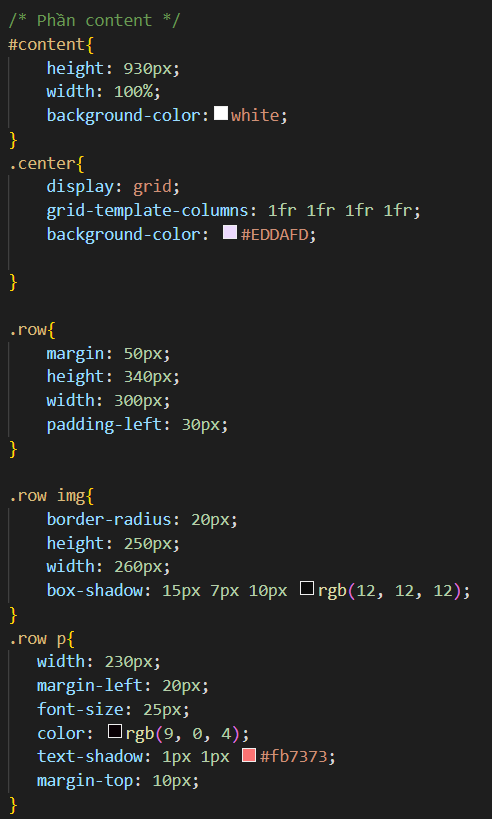 /* Phần content */
#content{
    height: 930px;
    width: 100%;
    background-color: white;
}
.center{
    display: grid;
    grid-template-columns: 1fr 1fr 1fr 1fr;
    background-color: #EDDAFD;
}
.row{
    margin: 50px;
    height: 340px;
    width: 300px;
    padding-left: 30px;
}
.row img{
    border-radius: 20px;
    height: 250px;
    width: 260px;
    box-shadow: 15px 7px 10px rgb(12, 12, 12);
}
.row p{
   width: 230px;
   margin-left: 20px;
   font-size: 25px;
   color: rgb(9, 0, 4);
   text-shadow: 1px 1px #fb7373;
   margin-top: 10px;
}